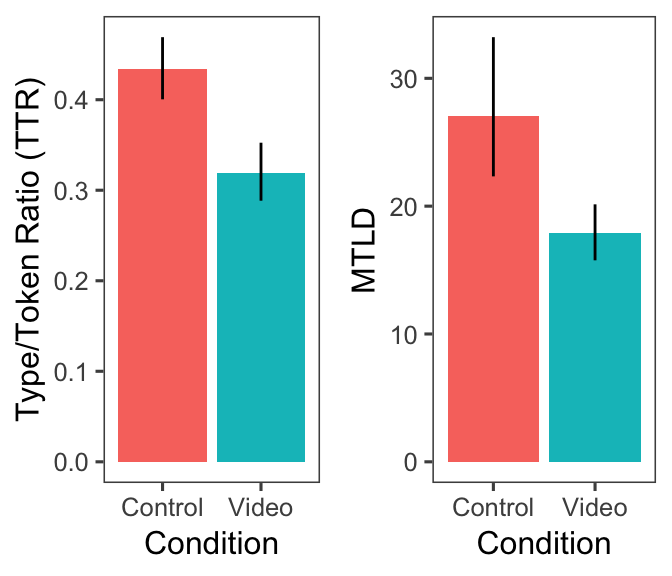 Type/Token Ratio (TTR)
0.4
0.3
0.2
0.1
0.0
Control Video
Condition
MTLD
30
20
10
0
Control Video
Condition